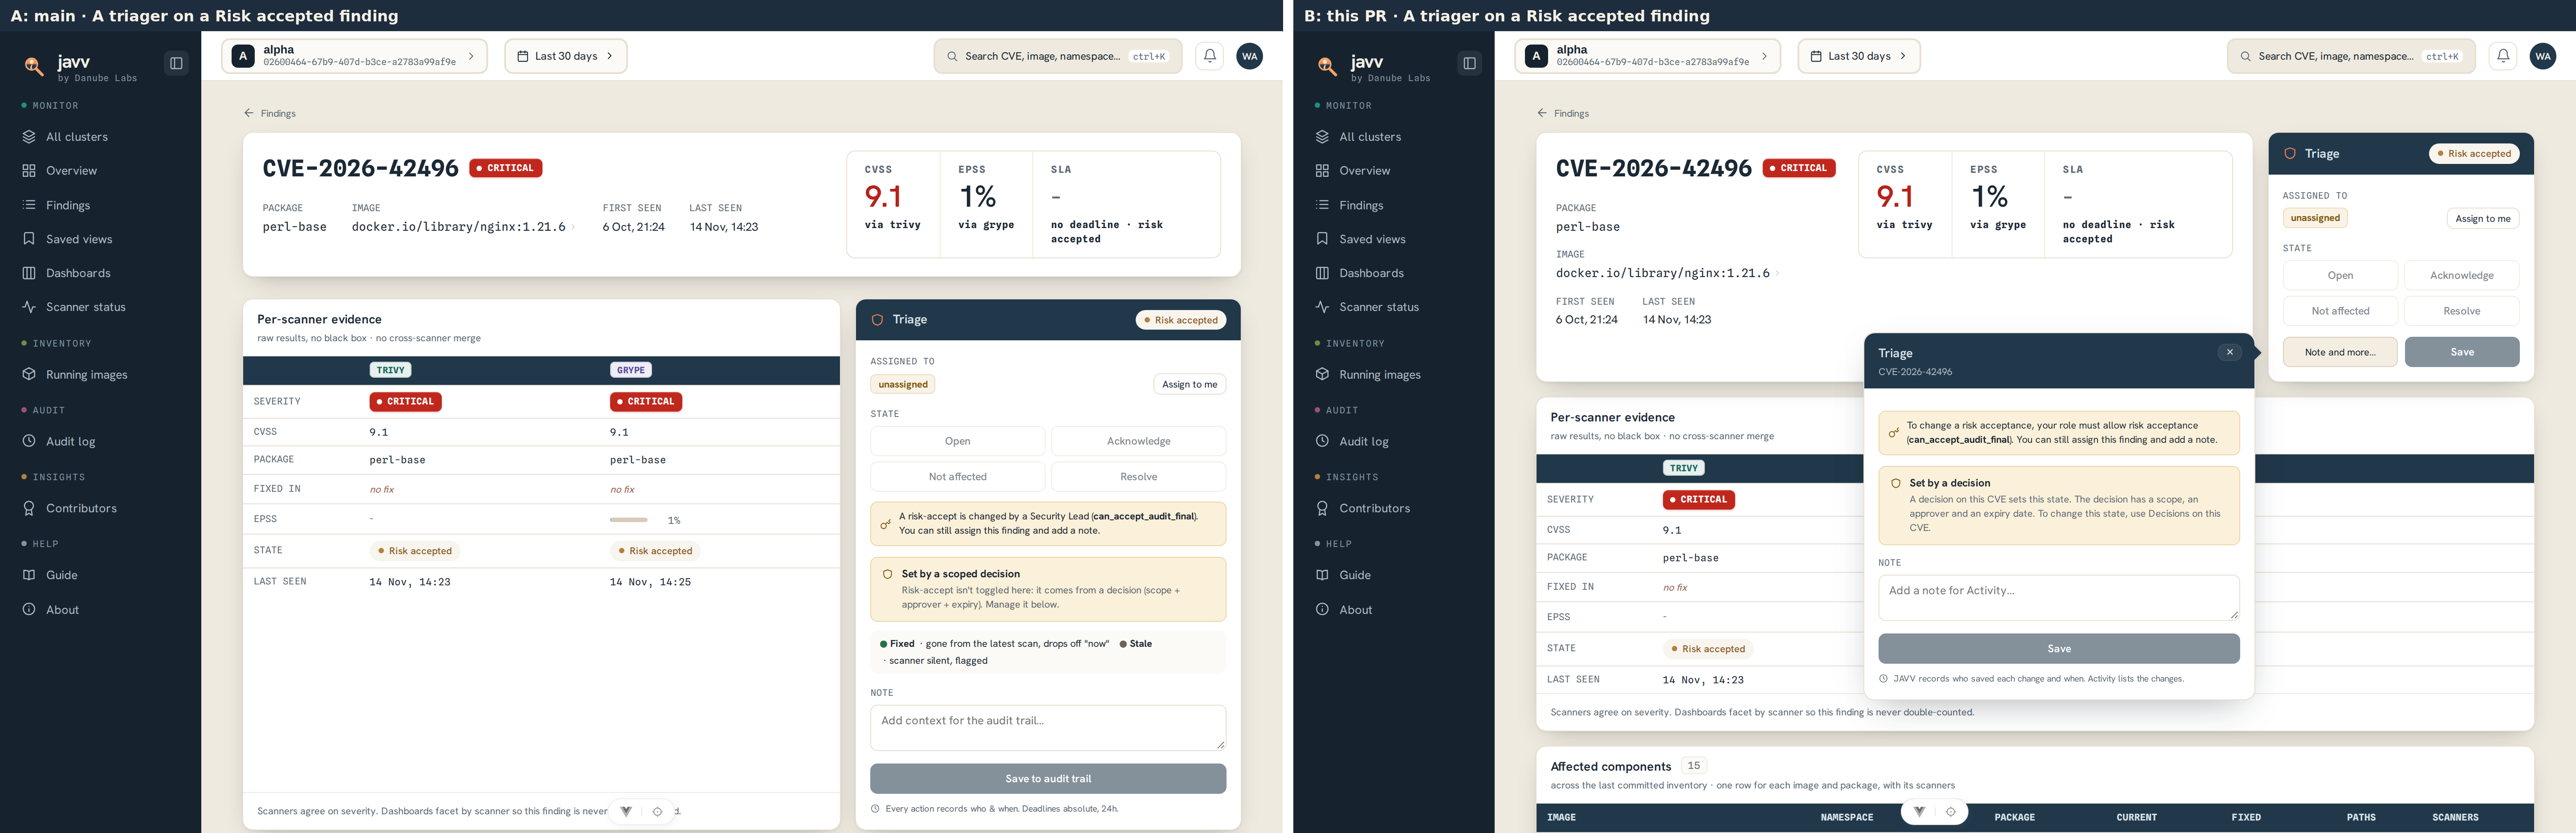 A: main · A triager on a Risk accepted finding
javv
by Danube Labs
MONITOR
All clusters
Overview
Findings
Saved views
Dashboards
Scanner status
INVENTORY
Running images
AUDIT
Audit log
INSIGHTS
Contributors
HELP
Guide
About
A
alpha
02600464-67b9-407d-b3ce-a2783a99af9e
Last 30 days
Search CVE, image, namespace... ctrl+K
WA
Findings
CVE-2026-42496 CRITICAL
PACKAGE
perl-base
IMAGE
docker.io/library/nginx:1.21.6
FIRST SEEN
6 Oct, 21:24
LAST SEEN
14 Nov, 14:23
CVSS
9.1
via trivy
EPSS
1%
via grype
SLA
-
no deadline · risk
accepted
Per-scanner evidence
raw results, no black box · no cross-scanner merge
TRIVY GRYPE
SEVERITY CRITICAL CRITICAL
CVSS 9.1 9.1
PACKAGE perl-base perl-base
FIXED IN no fix no fix
EPSS - 1%
STATE Risk accepted Risk accepted
LAST SEEN 14 Nov, 14:23 14 Nov, 14:25
Scanners agree on severity. Dashboards facet by scanner so this finding is never d.
Triage Risk accepted
ASSIGNED TO
unassigned Assign to me
STATE
Open Acknowledge
Not affected Resolve
A risk-accept is changed by a Security Lead (can_accept_audit_final).
You can still assign this finding and add a note.
Set by a scoped decision
Risk-accept isn't toggled here: it comes from a decision (scope +
approver + expiry). Manage it below.
Fixed · gone from the latest scan, drops off "now" Stale
· scanner silent, flagged
NOTE
Add context for the audit trail...
Save to audit trail
Every action records who & when. Deadlines absolute, 24h.
B: this PR · A triager on a Risk accepted finding
javv
by Danube Labs
MONITOR
All clusters
Overview
Findings
Saved views
Dashboards
Scanner status
INVENTORY
Running images
AUDIT
Audit log
INSIGHTS
Contributors
HELP
Guide
About
A
alpha
02600464-67b9-407d-b3ce-a2783a99af9e
Last 30 days
Search CVE, image, namespace... ctrl+K
WA
Findings
CVE-2026-42496 CRITICAL
PACKAGE
perl-base
IMAGE
docker.io/library/nginx:1.21.6
FIRST SEEN
6 Oct, 21:24
LAST SEEN
14 Nov, 14:23
CVSS
9.1
via trivy
EPSS
1%
via grype
SLA
-
no deadline · risk
accepted
Triage Risk accepted
ASSIGNED TO
unassigned Assign to me
STATE
Open Acknowledge
Not affected Resolve
Note and more... Save
Triage
CVE-2026-42496
To change a risk acceptance, your role must allow risk acceptance
(can_accept_audit_final). You can still assign this finding and add a note.
Set by a decision
A decision on this CVE sets this state. The decision has a scope, an
approver and an expiry date. To change this state, use Decisions on this
CVE.
NOTE
Add a note for Activity...
Save
JAVV records who saved each change and when. Activity lists the changes.
Per-scanner evidence
raw results, no black box · no cross-scanner merge
TRIVY
SEVERITY CRITICAL
CVSS 9.1
PACKAGE perl-base
FIXED IN no fix
EPSS -
STATE Risk accepted
LAST SEEN 14 Nov, 14:23
Scanners agree on severity. Dashboards facet by scanner so this finding is never double-counted.
Affected components 15
across the last committed inventory · one row for each image and package, with its scanners
IMAGE NAMESPACE PACKAGE CURRENT FIXED PATHS SCANNERS